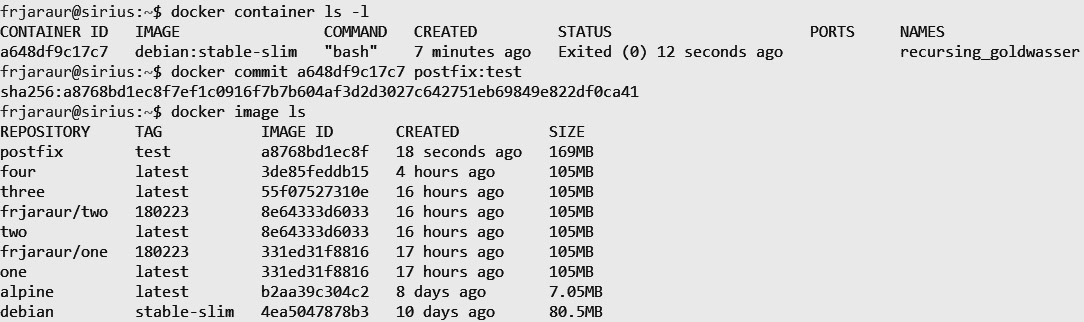 frjaraur@sirius:~$ docker container ls -l
CONTAINER ID   IMAGE                COMMAND   CREATED         STATUS                      PORTS     NAMES
a648df9c17c7   debian:stable-slim   "bash"    7 minutes ago   Exited (0) 12 seconds ago             recursing_goldwasser
frjaraur@sirius:~$ docker commit a648df9c17c7 postfix:test
sha256:a8768bd1ec8f7ef1c0916f7b7b604af3d2d3027c642751eb69849e822df0ca41
frjaraur@sirius:~$ docker image ls
REPOSITORY     TAG           IMAGE ID       CREATED          SIZE
postfix        test          a8768bd1ec8f   18 seconds ago   169MB
four           latest        3de85feddb15   4 hours ago      105MB
three          latest        55f07527310e   16 hours ago     105MB
frjaraur/two   180223        8e64333d6033   16 hours ago     105MB
two            latest        8e64333d6033   16 hours ago     105MB
frjaraur/one   180223        331ed31f8816   17 hours ago     105MB
one            latest        331ed31f8816   17 hours ago     105MB
alpine         latest        b2aa39c304c2   8 days ago       7.05MB
debian         stable-slim   4ea5047878b3   10 days ago      80.5MB